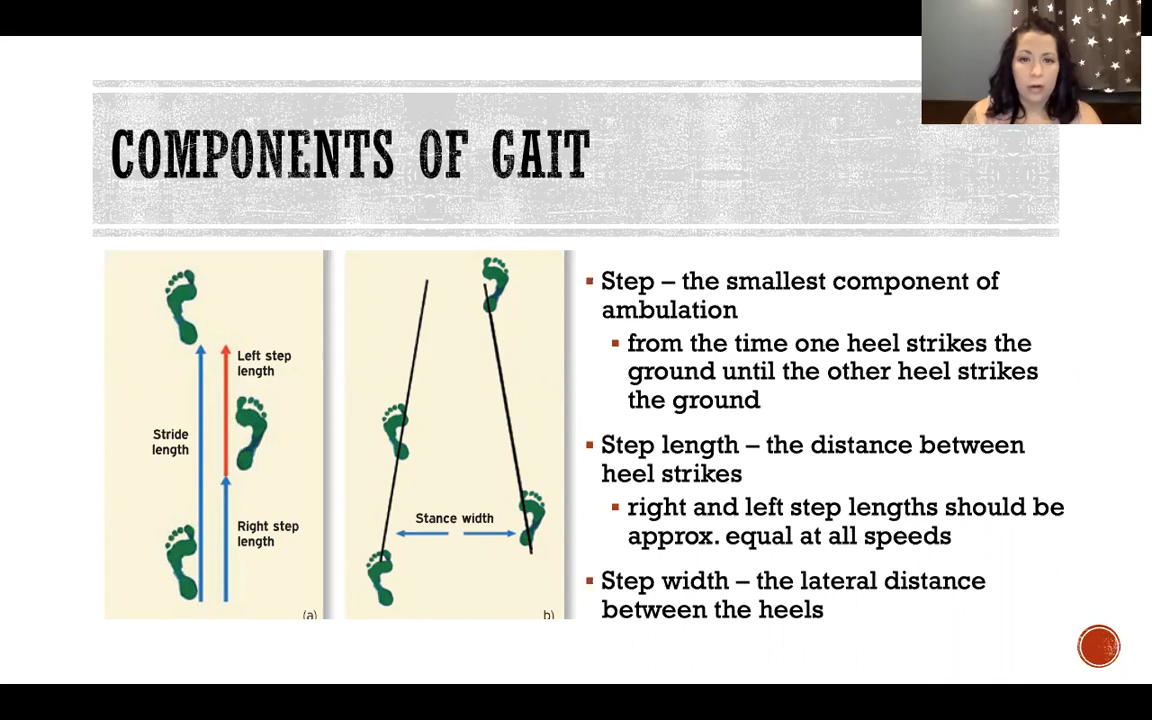 COMPONENTS OF GAIT
Left step
length
Stride
length
Right step
length
(a)
Stance width
b)
▪ Step – the smallest component of
ambulation
▪ from the time one heel strikes the
ground until the other heel strikes
the ground
▪ Step length – the distance between
heel strikes
▪ right and left step lengths should be
approx. equal at all speeds
▪ Step width – the lateral distance
between the heels